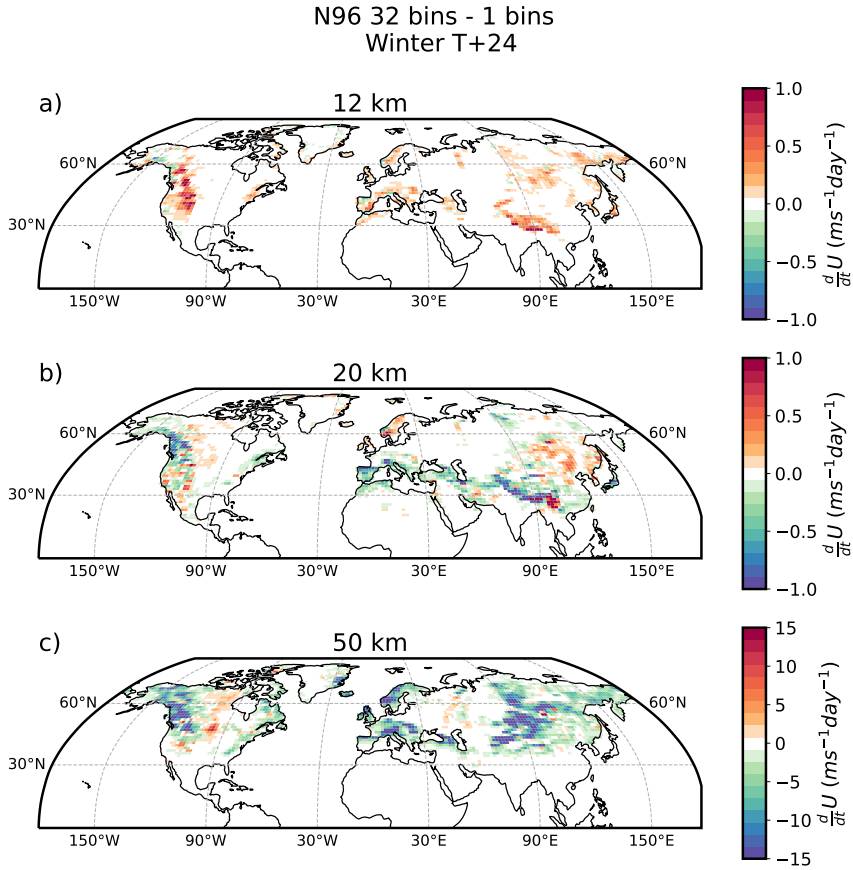 N96 32 bins - 1 bins
Winter T+24
a)
12 km
60°N
60°N
30°N
150°W
90°W
30°W
30°E
90°E
150°E
1.0
0.5
0.0
−0.5
−1.0
d/dt U (ms⁻¹day⁻¹)
b)
20 km
60°N
60°N
30°N
150°W
90°W
30°W
30°E
90°E
150°E
1.0
0.5
0.0
−0.5
−1.0
d/dt U (ms⁻¹day⁻¹)
c)
50 km
60°N
60°N
30°N
150°W
90°W
30°W
30°E
90°E
150°E
15
10
5
0
−5
−10
−15
d/dt U (ms⁻¹day⁻¹)